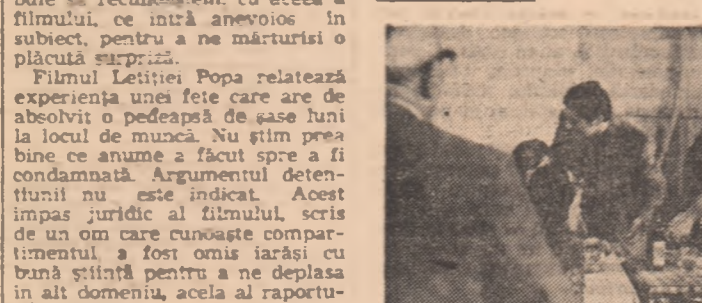 filmului, ce intră anevoios în
subiect, pentru a ne mărturisi o
plăcută surpriză.
Filmul Letiției Popa relatează
experiența unei fete care are de
absolvit o pedeapsă de șase luni
la locul de muncă. Nu știm prea
bine ce anume a făcut spre a fi
condamnată. Argumentul deten-
tiunii nu este indicat. Acest
impas juridic al filmului, scris
de un om care cunoaște compar-
timentul, a fost omis iarăși cu
bună știință pentru a ne deplasa
in alt domeniu, acela al raportu-